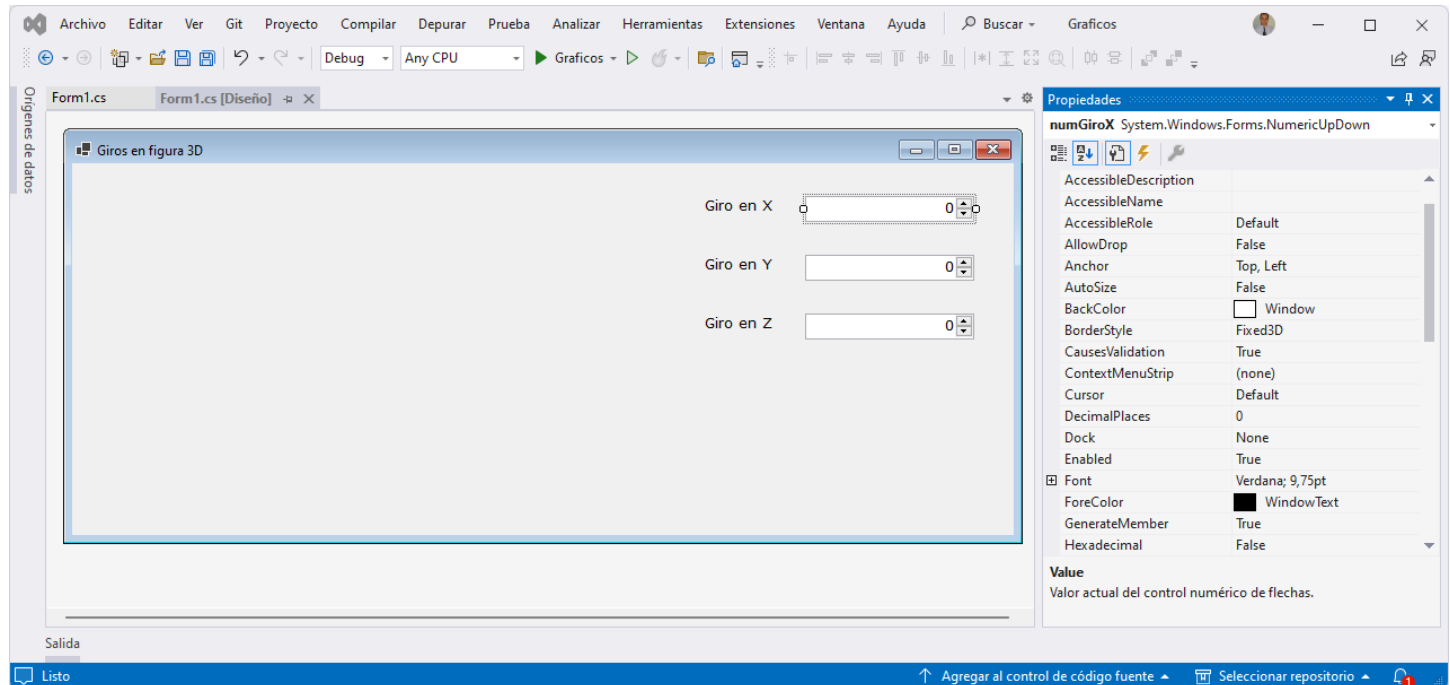 Archivo Editar Ver Git Proyecto Compilar Depurar Prueba Analizar Herramientas Extensiones Ventana Ayuda Buscar Graficos
Debug Any CPU Graficos
Orígenes de datos
Form1.cs Form1.cs [Diseño]
Giros en figura 3D
Giro en X 0
Giro en Y 0
Giro en Z 0
Propiedades
numGiroX System.Windows.Forms.NumericUpDown
AccessibleDescription
AccessibleName
AccessibleRole Default
AllowDrop False
Anchor Top, Left
AutoSize False
BackColor Window
BorderStyle Fixed3D
CausesValidation True
ContextMenuStrip (none)
Cursor Default
DecimalPlaces 0
Dock None
Enabled True
Font Verdana; 9,75pt
ForeColor WindowText
GenerateMember True
Hexadecimal False
Value
Valor actual del control numérico de flechas.
Salida
Listo Agregar al control de código fuente Seleccionar repositorio 1